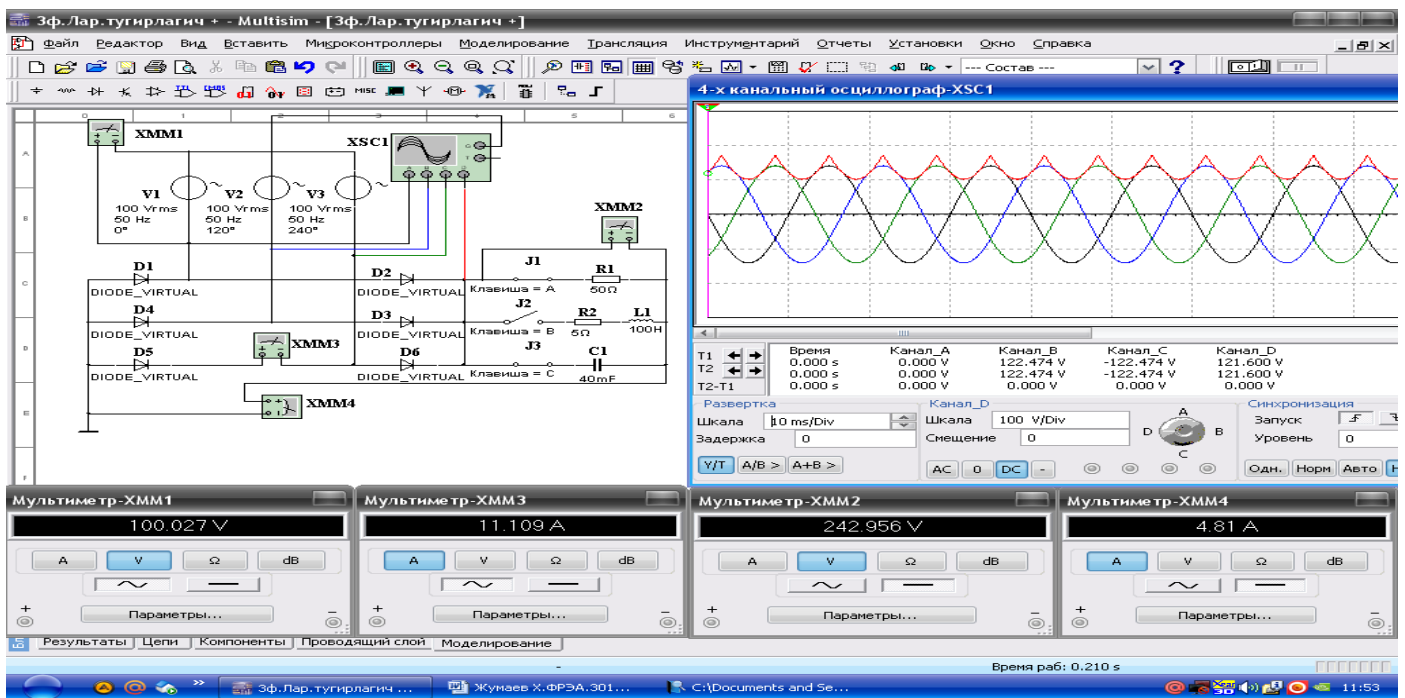 3ф.Лар.тугирлагич + - Multisim - [3ф.Лар.тугирлагич +]
Файл Редактор Вид Вставить Микроконтроллеры Моделирование Трансляция Инструментарий Отчеты Установки Окно Справка
--- Состав --- ?
MISC
4-х канальный осциллограф-XSC1
0 1 2 3 4 5 6
A
B
C
D
E
F
XMM1
XSC1
V1 V2 V3
100 Vrms 100 Vrms 100 Vrms
50 Hz 50 Hz 50 Hz
0° 120° 240°
XMM2
D1 D2 J1 R1
DIODE_VIRTUAL DIODE_VIRTUAL Клавиша = A 50Ω
D4 D3 J2 R2 L1
DIODE_VIRTUAL DIODE_VIRTUAL Клавиша = B 5Ω 100H
D5 XMM3 D6 J3 C1
DIODE_VIRTUAL DIODE_VIRTUAL Клавиша = C 40mF
XMM4
T1
T2
T2-T1
Время Канал_A Канал_B Канал_C Канал_D
0.000 s 0.000 V 122.474 V -122.474 V 121.600 V
0.000 s 0.000 V 122.474 V -122.474 V 121.600 V
0.000 s 0.000 V 0.000 V 0.000 V 0.000 V
Развертка Канал_D Синхронизация
Шкала 10 ms/Div Шкала 100 V/Div A Запуск
Задержка 0 Смещение 0 D B Уровень 0
C
Y/T A/B > A+B > AC 0 DC - Одн. Норм Авто Н
Мультиметр-XMM1 Мультиметр-XMM3 Мультиметр-XMM2 Мультиметр-XMM4
100.027 V 11.109 A 242.956 V 4.81 A
A V Ω dB A V Ω dB A V Ω dB A V Ω dB
Параметры... Параметры... Параметры... Параметры...
Результаты Цепи Компоненты Проводящий слой Моделирование
- Время раб: 0.210 s
3ф.Лар.тугирлагич ... Жумаев Х.ФРЭА.301... C:\Documents and Se... 11:53